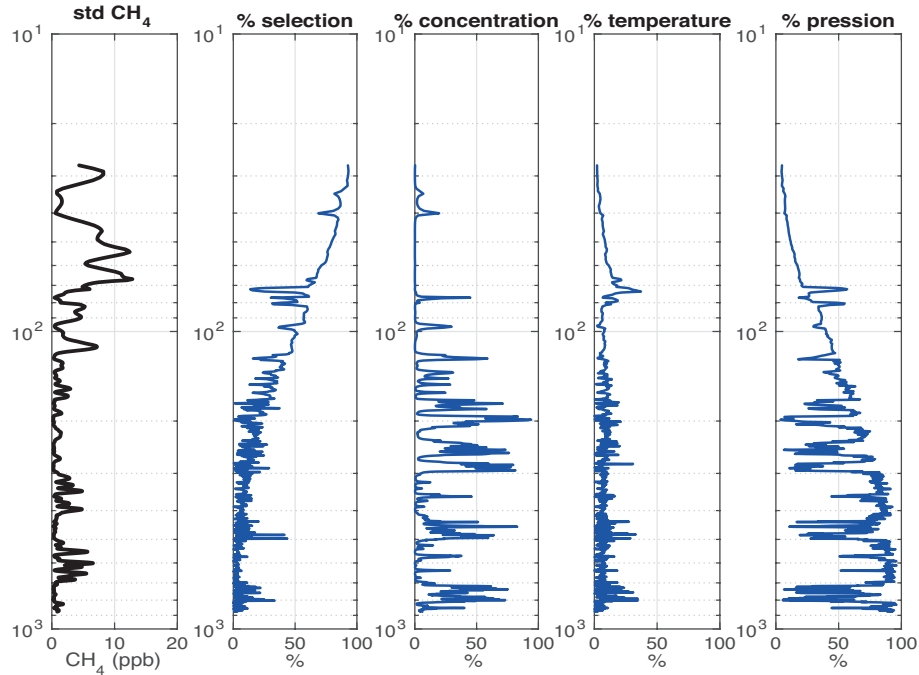 std CH₄ % selection % concentration % temperature % pression
10¹ 10¹ 10¹ 10¹ 10¹
10² 10² 10² 10² 10²
10³ 10³ 10³ 10³ 10³
0 10 20 0 50 100 0 50 100 0 50 100 0 50 100
CH₄ (ppb) % % % %